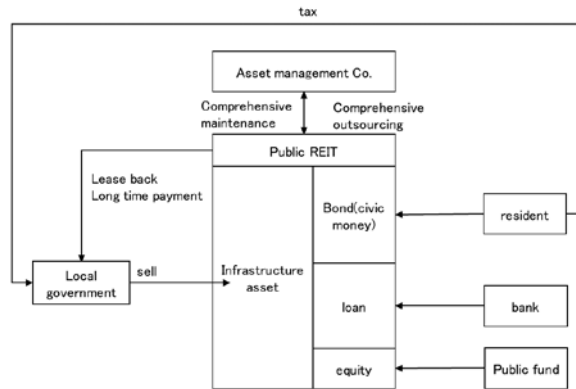 tax
Asset management Co.
Comprehensive
maintenance
Comprehensive
outsourcing
Public REIT
Lease back
Long time payment
Bond(civic
money)
resident
Local
government
sell
Infrastructure
asset
loan
bank
equity
Public fund